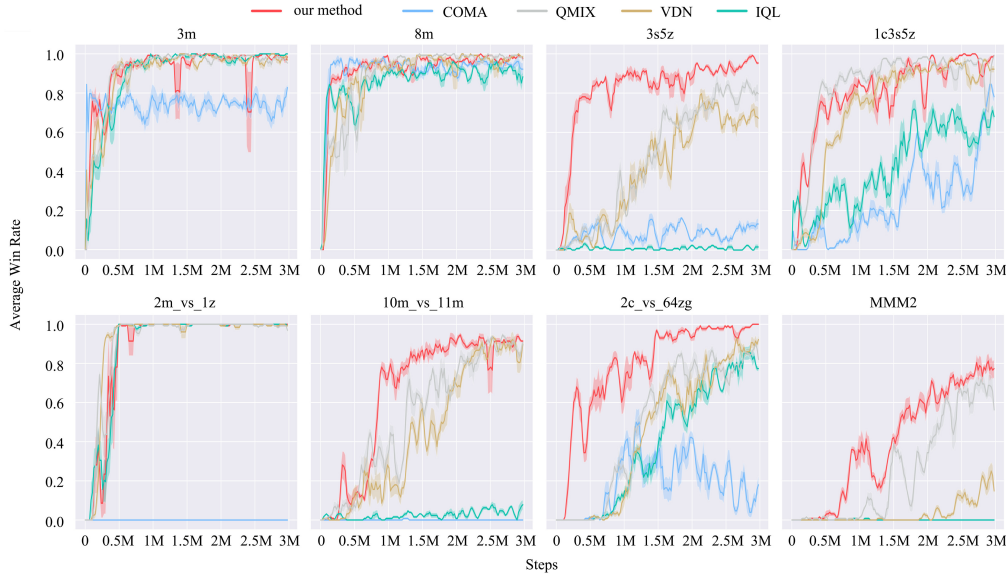 our method COMA QMIX VDN IQL
3m 8m 3s5z 1c3s5z
Average Win Rate
1.0
0.8
0.6
0.4
0.2
0.0
0 0.5M 1M 1.5M 2M 2.5M 3M 0 0.5M 1M 1.5M 2M 2.5M 3M 0 0.5M 1M 1.5M 2M 2.5M 3M 0 0.5M 1M 1.5M 2M 2.5M 3M
2m_vs_1z 10m_vs_11m 2c_vs_64zg MMM2
1.0
0.8
0.6
0.4
0.2
0.0
0 0.5M 1M 1.5M 2M 2.5M 3M 0 0.5M 1M 1.5M 2M 2.5M 3M 0 0.5M 1M 1.5M 2M 2.5M 3M 0 0.5M 1M 1.5M 2M 2.5M 3M
Steps